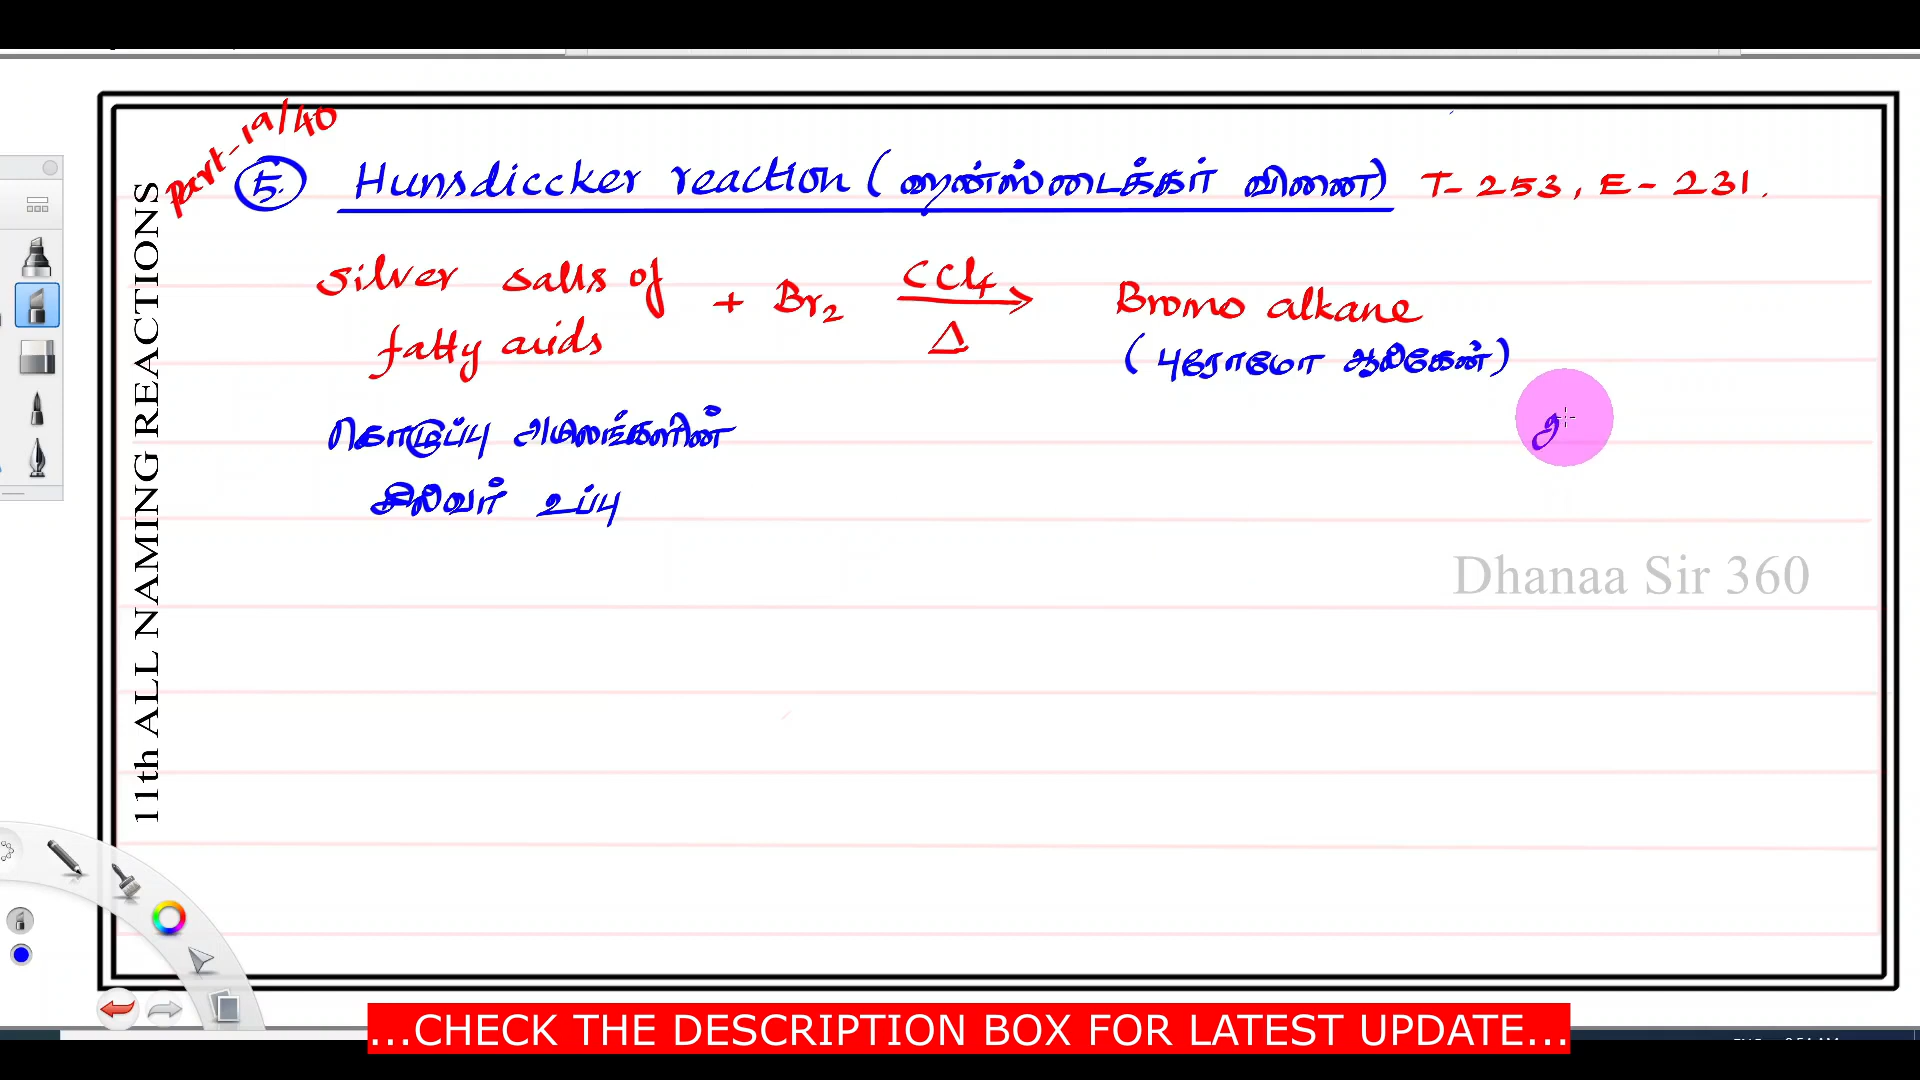 Part-19/40
5. Hunsdiccker reaction (ஹன்ஸ்டைக்கர் வினை) T-253, E-231.
Silver salts of fatty acids + Br₂ CCl₄ Δ → Bromo alkane
(புரோமோ ஆல்கேன்)
கொழுப்பு அமிலங்களின்
சில்வர் உப்பு
11th ALL NAMING REACTIONS
Dhanaa Sir 360
...CHECK THE DESCRIPTION BOX FOR LATEST UPDATE...